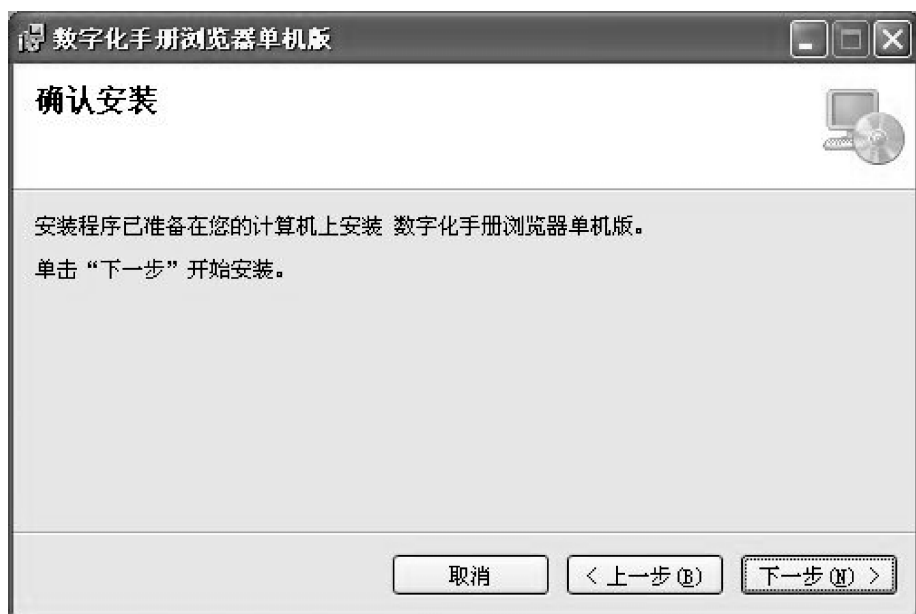 数字化手册浏览器单机版
确认安装
安装程序已准备在您的计算机上安装 数字化手册浏览器单机版。
单击“下一步”开始安装。
取消
< 上一步(B)
下一步(N) >